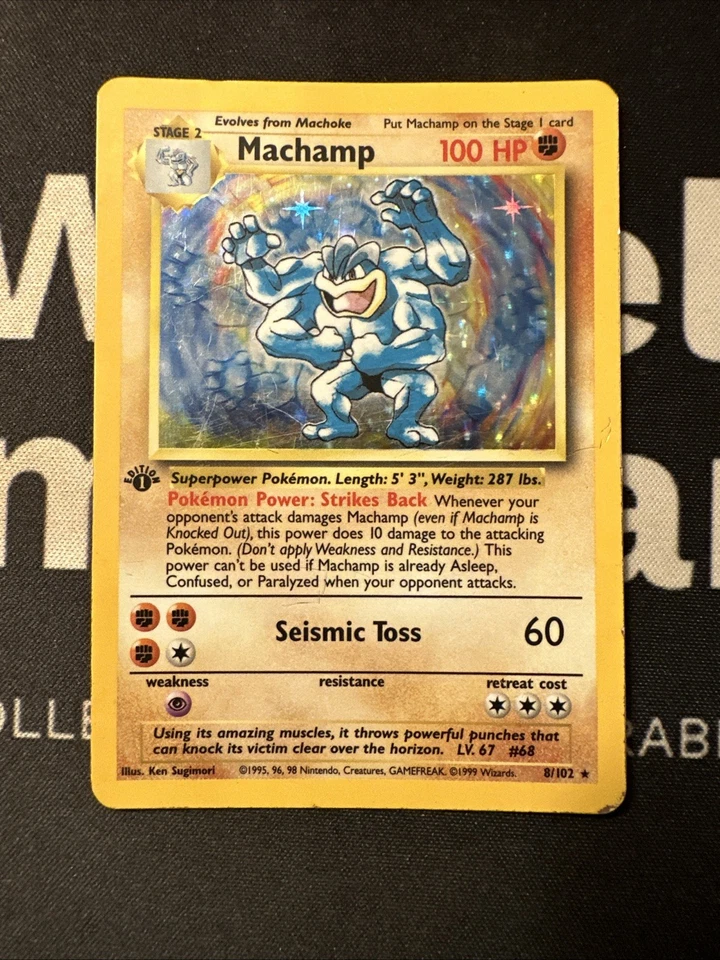 Evolves from Machoke Put Machamp on the Stage 1 card
STAGE 2
Machamp 100 HP
EDITION
1
Superpower Pokémon. Length: 5' 3", Weight: 287 lbs.
Pokémon Power: Strikes Back Whenever your
opponent's attack damages Machamp (even if Machamp is
Knocked Out), this power does 10 damage to the attacking
Pokémon. (Don't apply Weakness and Resistance.) This
power can't be used if Machamp is already Asleep,
Confused, or Paralyzed when your opponent attacks.
Seismic Toss 60
weakness resistance retreat cost
Using its amazing muscles, it throws powerful punches that
can knock its victim clear over the horizon. LV. 67 #68
Illus. Ken Sugimori ©1995, 96, 98 Nintendo, Creatures, GAMEFREAK. ©1999 Wizards. 8/102 ★